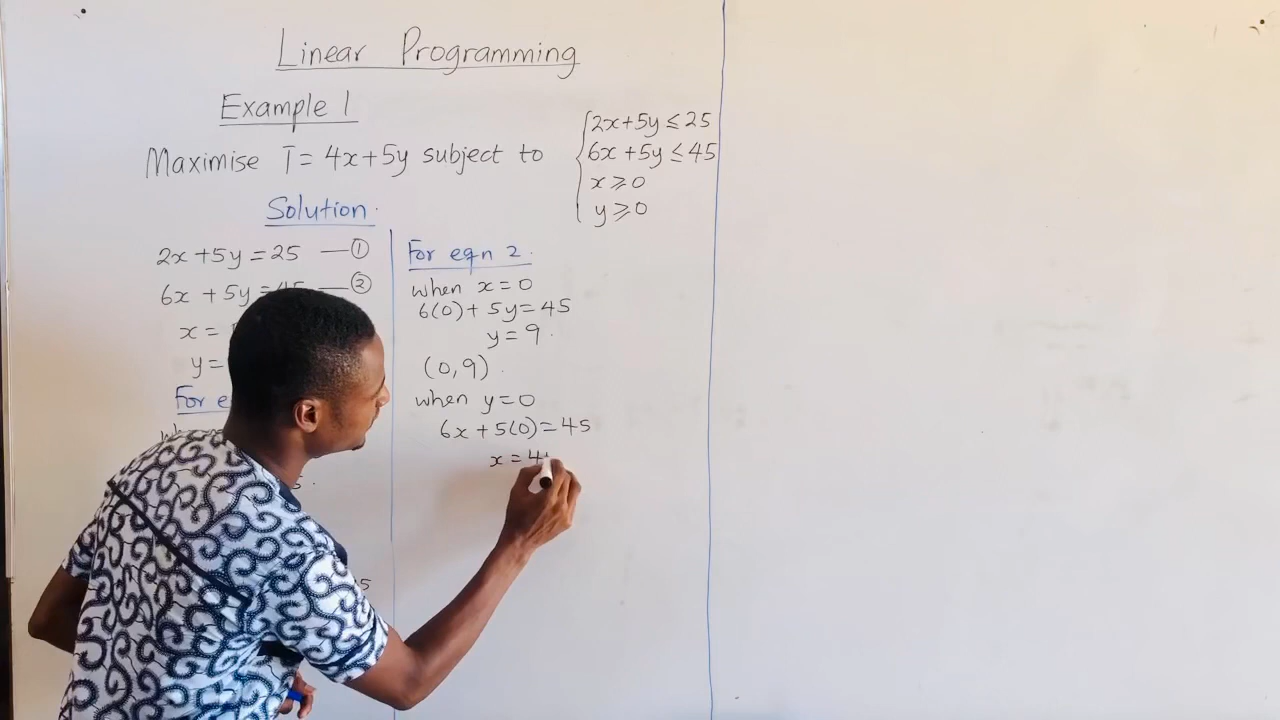 Linear Programming
Example 1
Maximise T = 4x+5y subject to
2x+5y ≤ 25
6x+5y ≤ 45
x ≥ 0
y ≥ 0
Solution
2x+5y = 25 — ①
6x+5y = 45 — ②
x =
y =
For
For eqn 2.
when x = 0
6(0)+ 5y = 45
y = 9.
(0,9)
when y = 0
6x + 5(0) = 45
x = 4